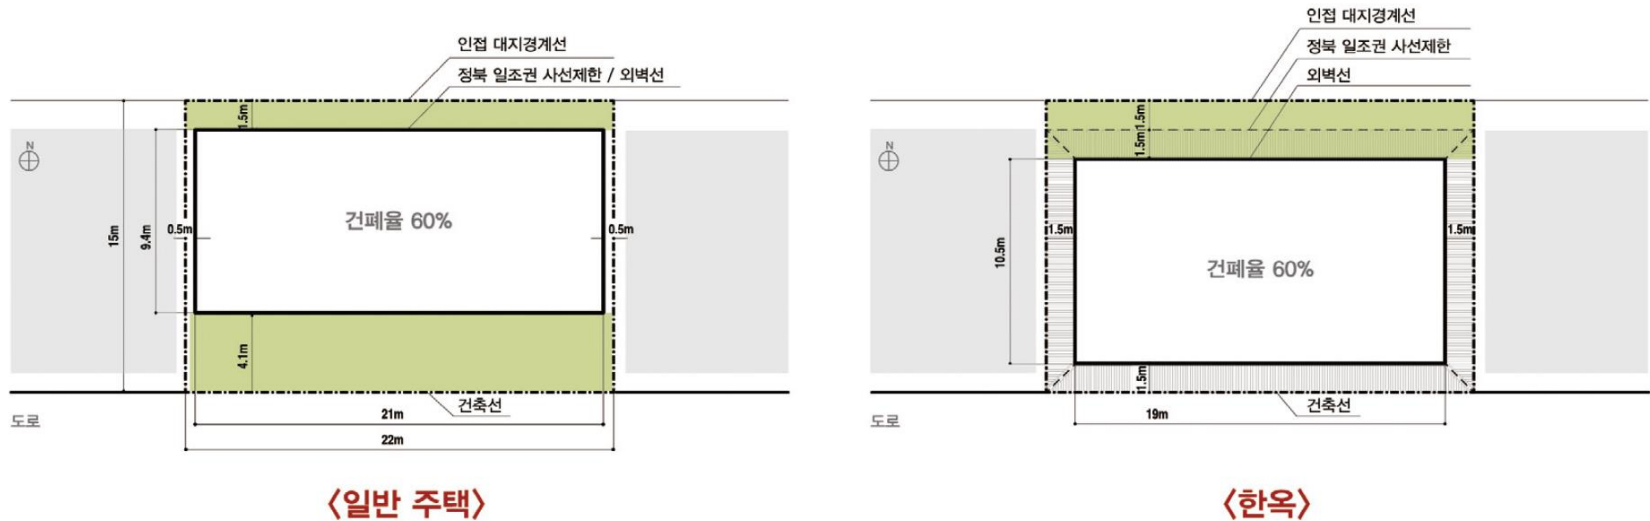 인접 대지경계선
정북 일조권 사선제한 / 외벽선
1.5m
N
건폐율 60%
0.5m
0.5m
15m
9.4m
4.1m
건축선
도로
21m
22m
<일반 주택>
인접 대지경계선
정북 일조권 사선제한
외벽선
1.5m
1.5m
N
1.5m
1.5m
10.5m
건폐율 60%
1.5m
건축선
도로
19m
<한옥>